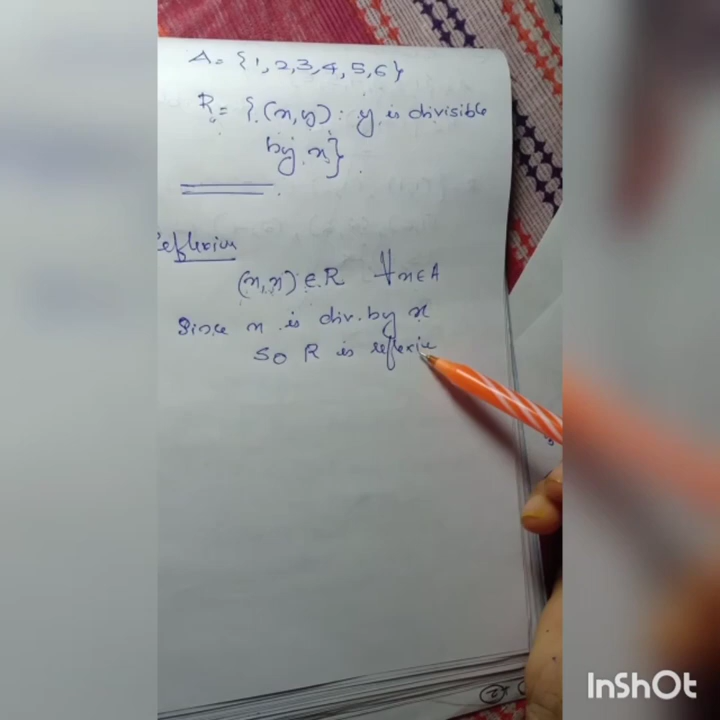 A = {1, 2, 3, 4, 5, 6}
R = {(x, y) : y is divisible
by x}
Reflexive
(x, x) ∈ R ∀ x ∈ A
Since x is div. by x
So R is reflexive
InShOt